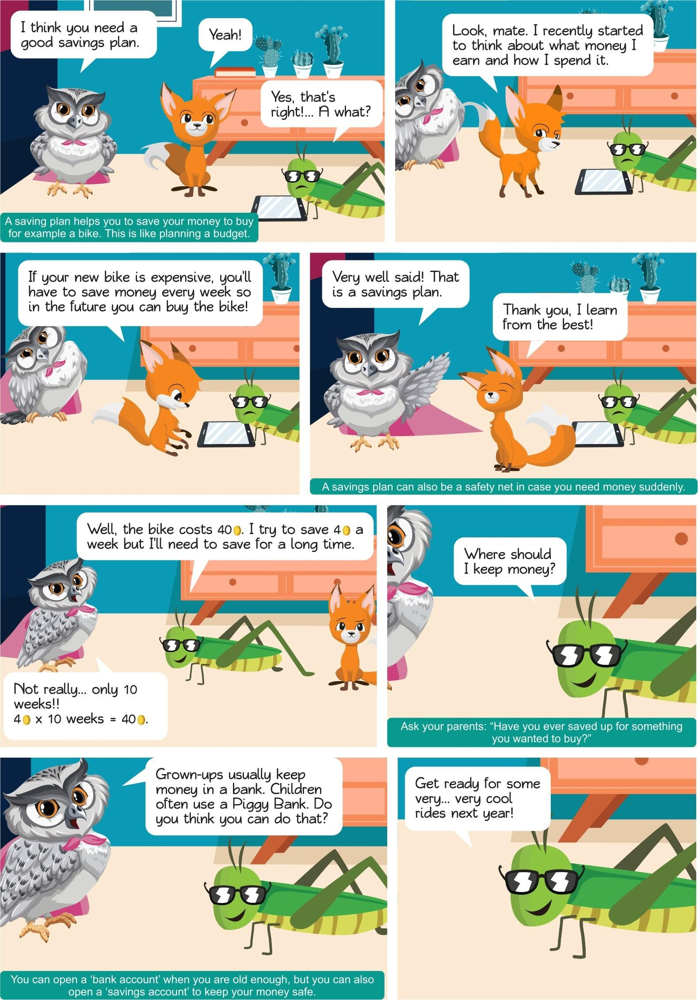 I think you need a
good savings plan.
Yeah!
Yes, that's
right!... A what?
A saving plan helps you to save your money to buy
for example a bike. This is like planning a budget.
Look, mate. I recently started
to think about what money I
earn and how I spend it.
If your new bike is expensive, you'll
have to save money every week so
in the future you can buy the bike!
Very well said! That
is a savings plan.
Thank you, I learn
from the best!
A savings plan can also be a safety net in case you need money suddenly.
Well, the bike costs 40. I try to save 4 a
week but I'll need to save for a long time.
Not really... only 10
weeks!!
4 x 10 weeks = 40.
Where should
I keep money?
Ask your parents: “Have you ever saved up for something
you wanted to buy?”
Grown-ups usually keep
money in a bank. Children
often use a Piggy Bank. Do
you think you can do that?
You can open a ‘bank account’ when you are old enough, but you can also
open a ‘savings account’ to keep your money safe.
Get ready for some
very... very cool
rides next year!